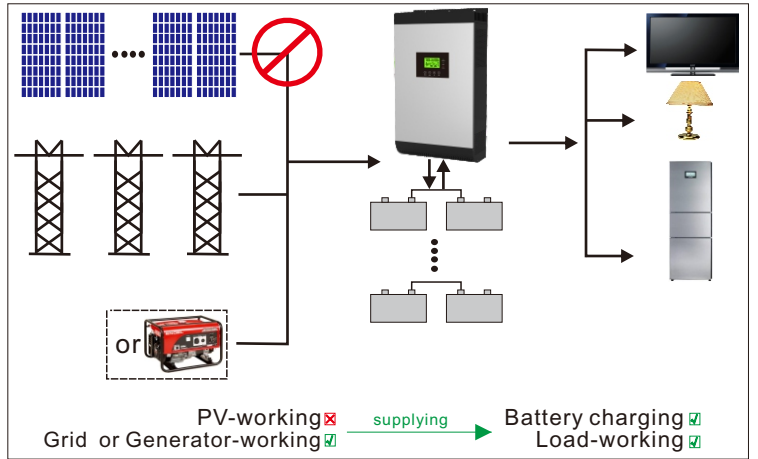 or
PV-working
supplying
Battery charging
Grid or Generator-working
Load-working